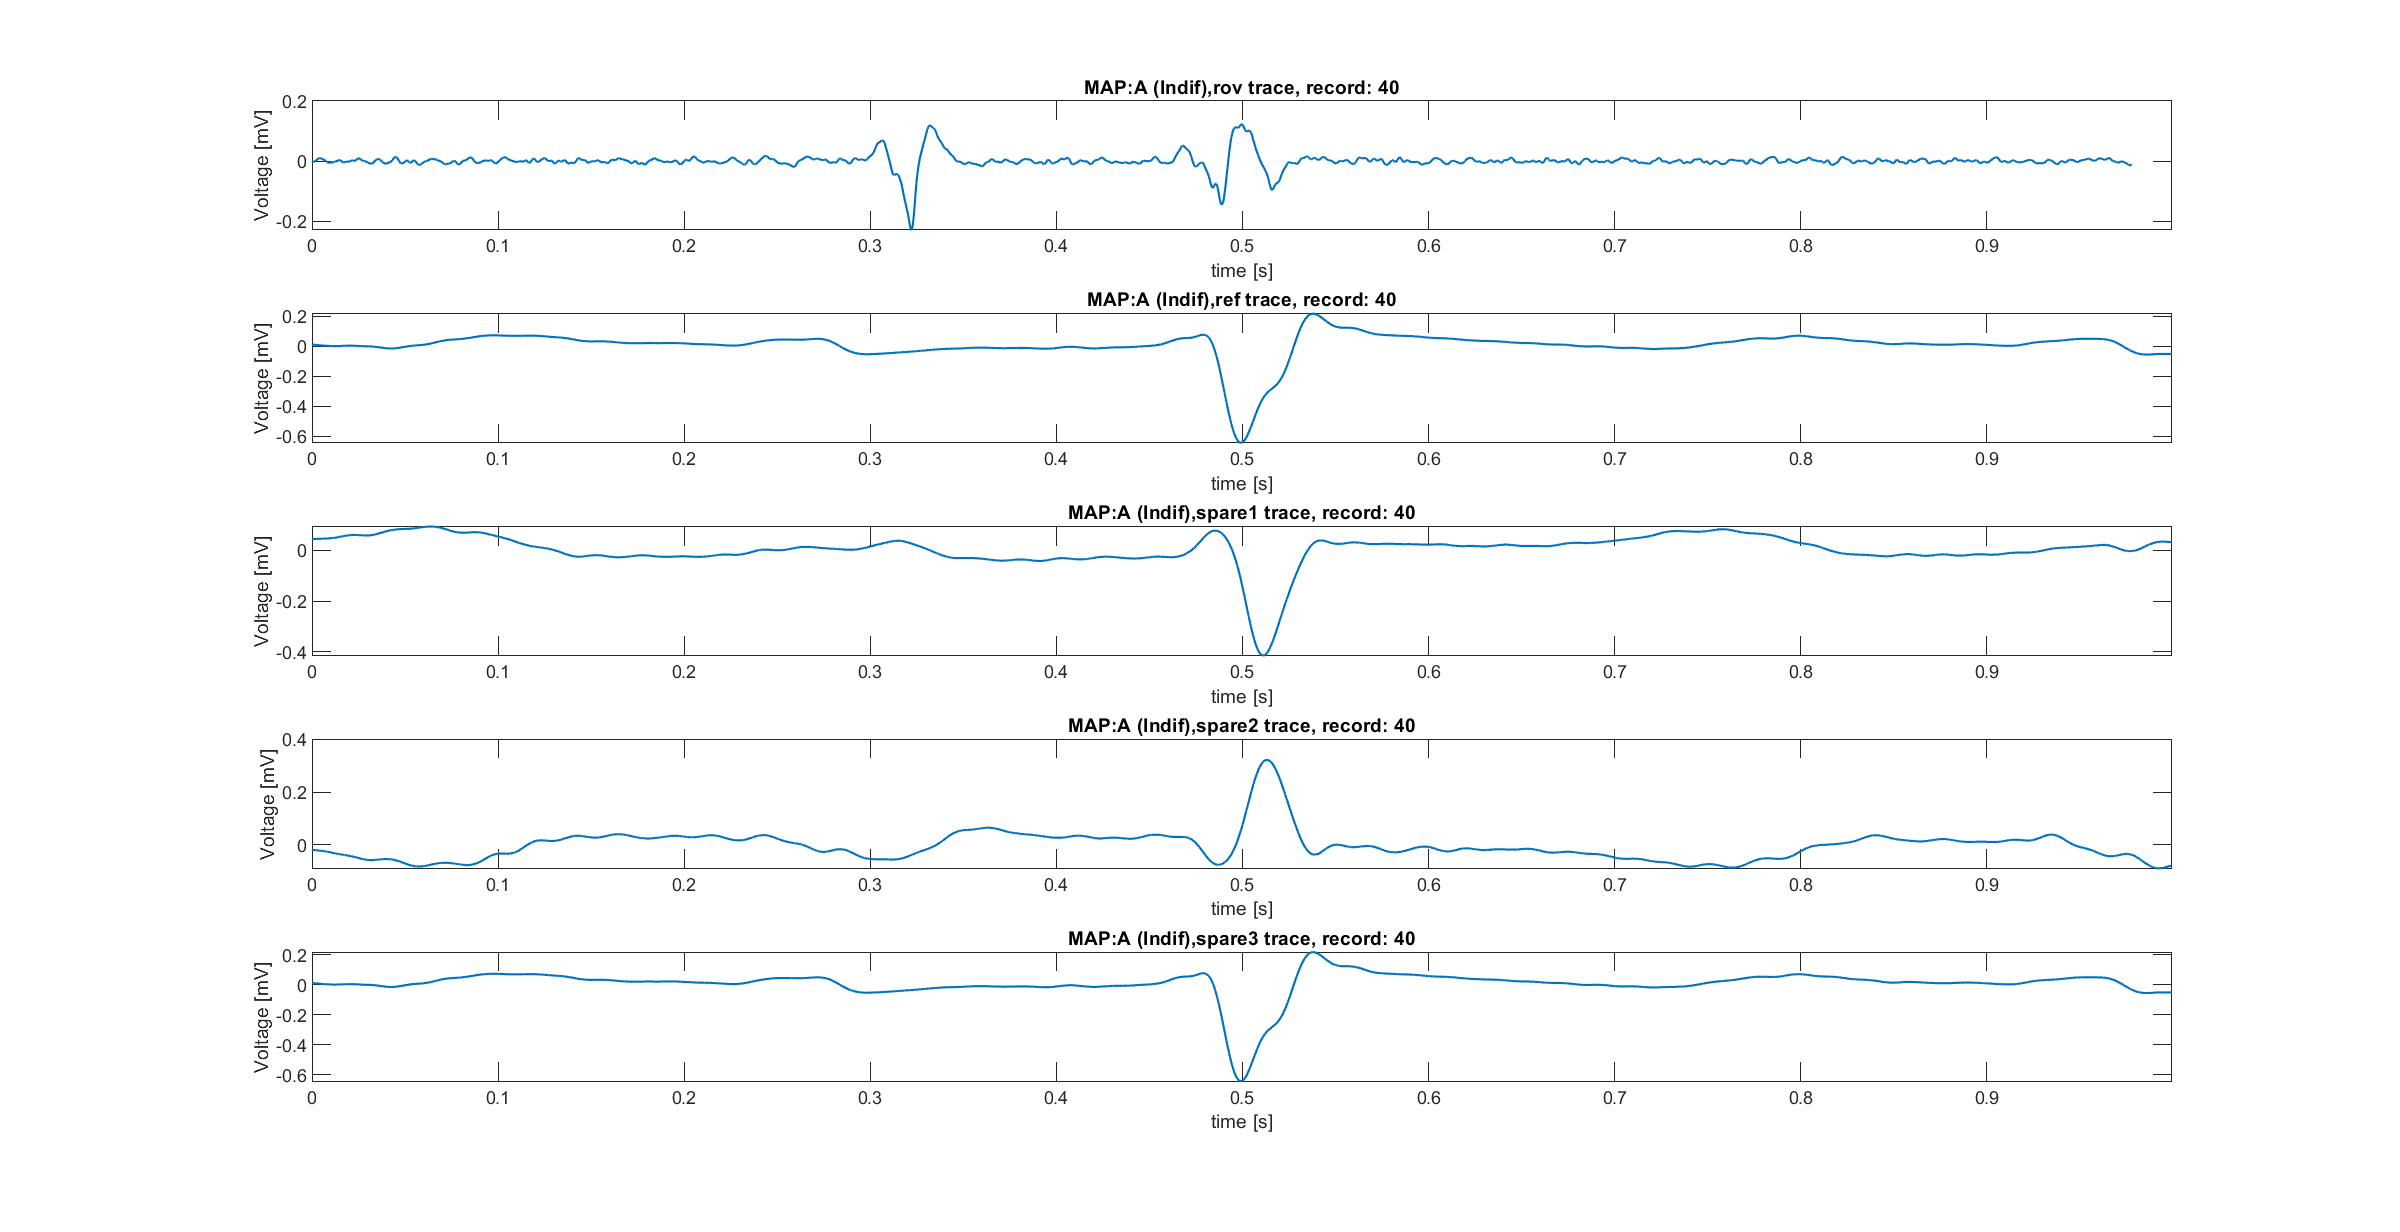 MAP:A (Indif),rov trace, record: 40
Voltage [mV]
0.2
0
-0.2
0 0.1 0.2 0.3 0.4 0.5 0.6 0.7 0.8 0.9
time [s]
MAP:A (Indif),ref trace, record: 40
Voltage [mV]
0.2
0
-0.2
-0.4
-0.6
0 0.1 0.2 0.3 0.4 0.5 0.6 0.7 0.8 0.9
time [s]
MAP:A (Indif),spare1 trace, record: 40
Voltage [mV]
0
-0.2
-0.4
0 0.1 0.2 0.3 0.4 0.5 0.6 0.7 0.8 0.9
time [s]
MAP:A (Indif),spare2 trace, record: 40
Voltage [mV]
0.4
0.2
0
0 0.1 0.2 0.3 0.4 0.5 0.6 0.7 0.8 0.9
time [s]
MAP:A (Indif),spare3 trace, record: 40
Voltage [mV]
0.2
0
-0.2
-0.4
-0.6
0 0.1 0.2 0.3 0.4 0.5 0.6 0.7 0.8 0.9
time [s]